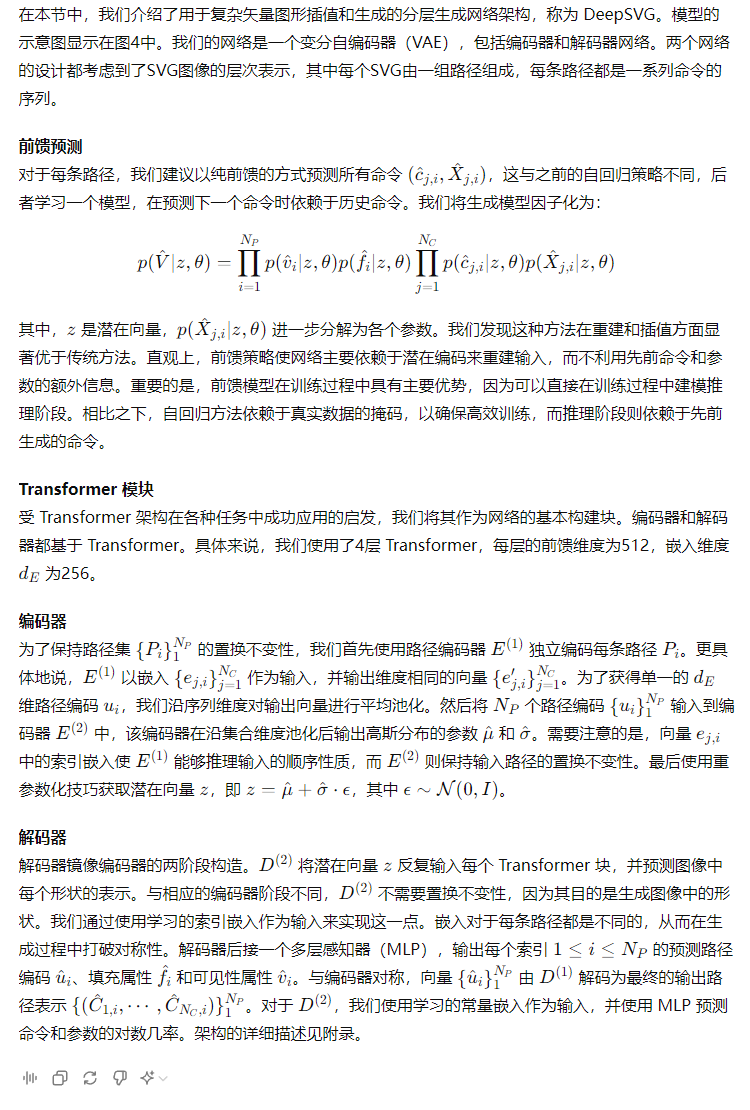 在本节中，我们介绍了用于复杂矢量图形插值和生成的分层生成网络架构，称为 DeepSVG。模型的
示意图显示在图4中。我们的网络是一个变分自编码器（VAE），包括编码器和解码器网络。两个网络
的设计都考虑到了SVG图像的层次表示，其中每个SVG由一组路径组成，每条路径都是一系列命令的
序列。
前馈预测
对于每条路径，我们建议以纯前馈的方式预测所有命令 $(\hat{c}_{j,i}, \hat{X}_{j,i})$，这与之前的自回归策略不同，后
者学习一个模型，在预测下一个命令时依赖于历史命令。我们将生成模型因子化为：
$p(\hat{V}|z, \theta) = \prod_{i=1}^{N_P} p(\hat{v}_i|z, \theta) p(\hat{f}_i|z, \theta) \prod_{j=1}^{N_C} p(\hat{c}_{j,i}|z, \theta) p(\hat{X}_{j,i}|z, \theta)$
其中，$z$ 是潜在向量，$p(\hat{X}_{j,i}|z, \theta)$ 进一步分解为各个参数。我们发现这种方法在重建和插值方面显
著优于传统方法。直观上，前馈策略使网络主要依赖于潜在编码来重建输入，而不利用先前命令和参
数的额外信息。重要的是，前馈模型在训练过程中具有主要优势，因为可以直接在训练过程中建模推
理阶段。相比之下，自回归方法依赖于真实数据的掩码，以确保高效训练，而推理阶段则依赖于先前
生成的命令。
Transformer 模块
受 Transformer 架构在各种任务中成功应用的启发，我们将其作为网络的基本构建块。编码器和解码
器都基于 Transformer。具体来说，我们使用了4层 Transformer，每层的前馈维度为512，嵌入维度
$d_E$ 为256。
编码器
为了保持路径集 $\{P_i\}_1^{N_P}$ 的置换不变性，我们首先使用路径编码器 $E^{(1)}$ 独立编码每条路径 $P_i$。更具
体地说，$E^{(1)}$ 以嵌入 $\{e_{j,i}\}_{j=1}^{N_C}$ 作为输入，并输出维度相同的向量 $\{e'_{j,i}\}_{j=1}^{N_C}$。为了获得单一的 $d_E$
维路径编码 $u_i$，我们沿序列维度对输出向量进行平均池化。然后将 $N_P$ 个路径编码 $\{u_i\}_1^{N_P}$ 输入到编
码器 $E^{(2)}$ 中，该编码器在沿集合维度池化后输出高斯分布的参数 $\hat{\mu}$ 和 $\hat{\sigma}$。需要注意的是，向量 $e_{j,i}$
中的索引嵌入使 $E^{(1)}$ 能够推理输入的顺序性质，而 $E^{(2)}$ 则保持输入路径的置换不变性。最后使用重
参数化技巧获取潜在向量 $z$，即 $z = \hat{\mu} + \hat{\sigma} \cdot \epsilon$，其中 $\epsilon \sim \mathcal{N}(0, I)$。
解码器
解码器镜像编码器的两阶段构造。$D^{(2)}$ 将潜在向量 $z$ 反复输入每个 Transformer 块，并预测图像中
每个形状的表示。与相应的编码器阶段不同，$D^{(2)}$ 不需要置换不变性，因为其目的是生成图像中的形
状。我们通过使用学习的索引嵌入作为输入来实现这一点。嵌入对于每条路径都是不同的，从而在生
成过程中打破对称性。解码器后接一个多层感知器（MLP），输出每个索引 $1 \leq i \leq N_P$ 的预测路径
编码 $\hat{u}_i$、填充属性 $\hat{f}_i$ 和可见性属性 $\hat{v}_i$。与编码器对称，向量 $\{\hat{u}_i\}_1^{N_P}$ 由 $D^{(1)}$ 解码为最终的输出路
径表示 $\{(\hat{C}_{1,i}, \cdots, \hat{C}_{N_C,i})\}_1^{N_P}$。对于 $D^{(2)}$，我们使用学习的常量嵌入作为输入，并使用 MLP 预测
命令和参数的对数几率。架构的详细描述见附录。